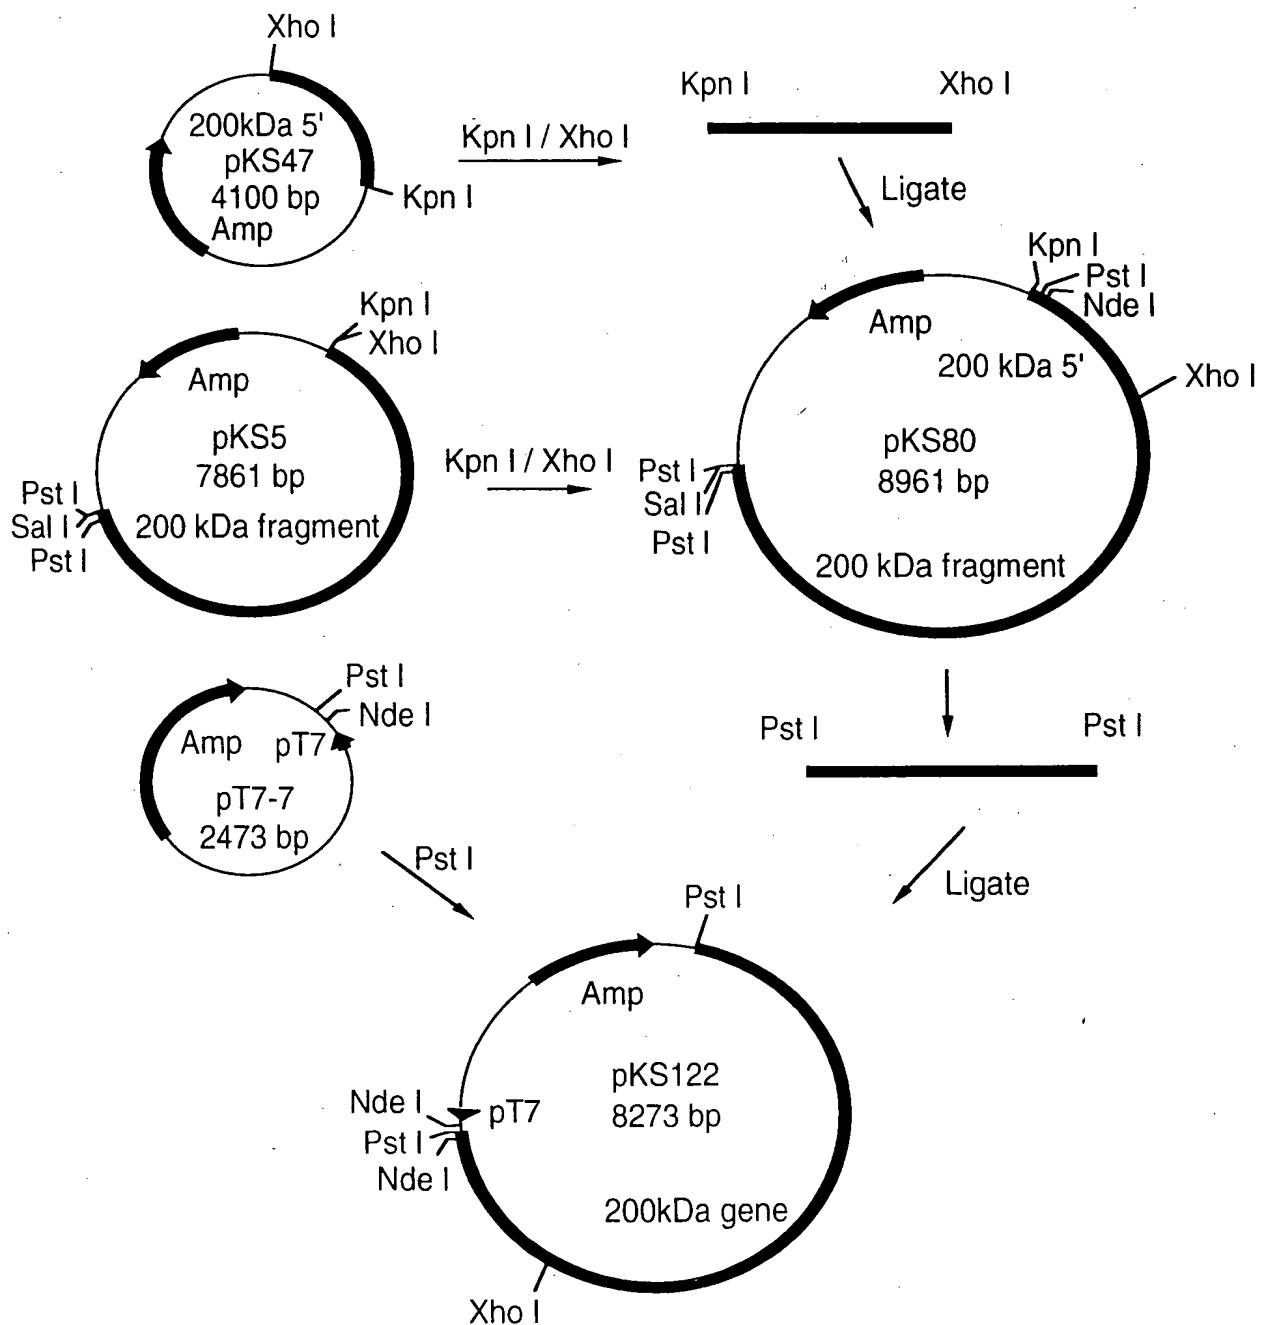 Xho I
200kDa 5'
pKS47
4100 bp
Amp
Kpn I
Kpn I / Xho I
Kpn I
Xho I
Ligate
Kpn I
Xho I
Amp
pKS5
7861 bp
Pst I
Sal I
Pst I
200 kDa fragment
Kpn I / Xho I
Kpn I
Pst I
Nde I
Amp
200 kDa 5'
Xho I
pKS80
8961 bp
Pst I
Sal I
Pst I
200 kDa fragment
Pst I
Nde I
Amp
pT7
pT7-7
2473 bp
Pst I
Pst I
Pst I
Ligate
Pst I
Amp
pKS122
8273 bp
Nde I
pT7
Pst I
Nde I
200kDa gene
Xho I